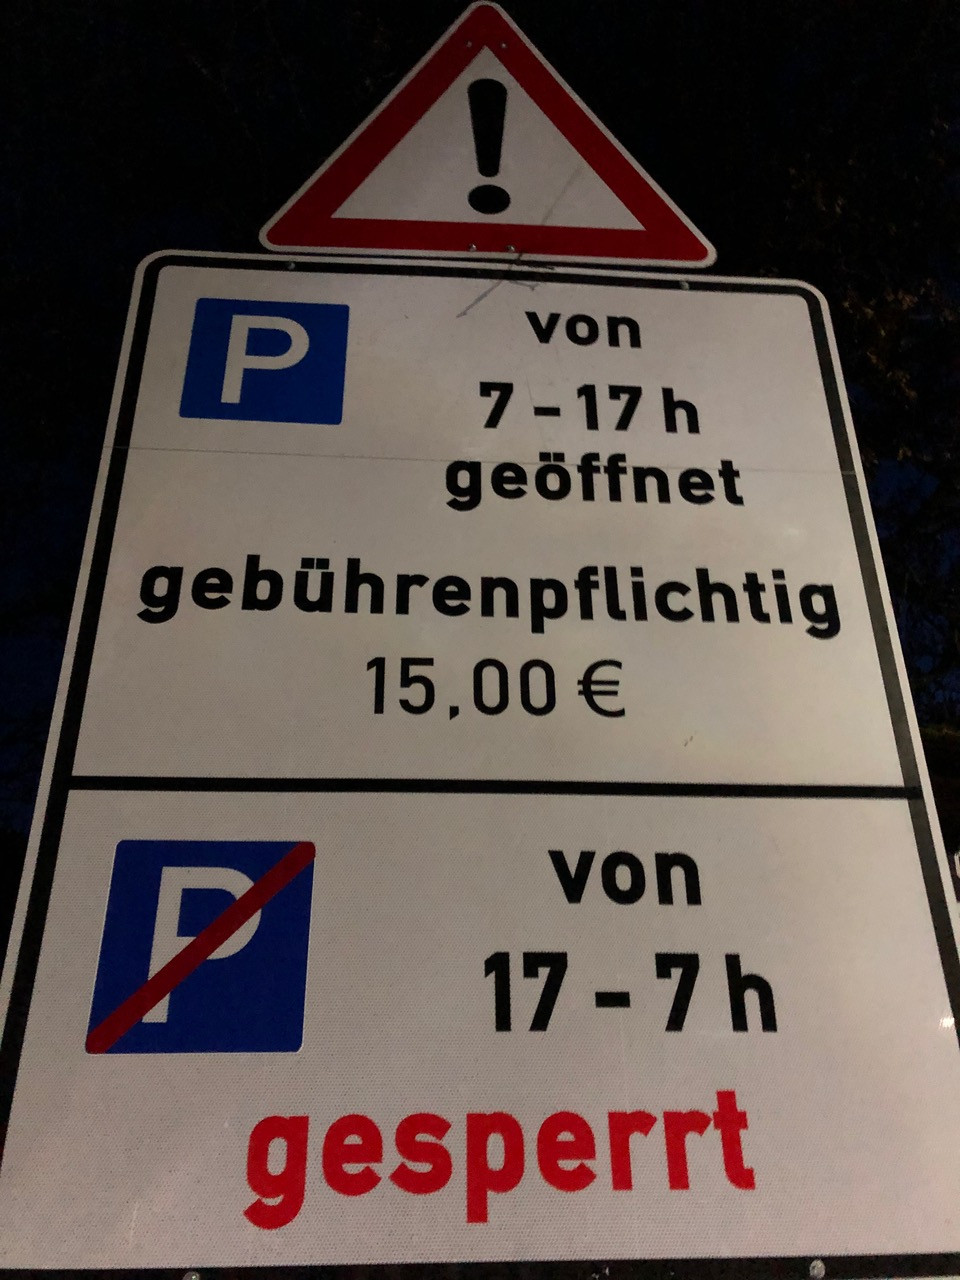 !
P
von
7 – 17 h
geöffnet
gebührenpflichtig
15,00 €
P
von
17 – 7 h
gesperrt